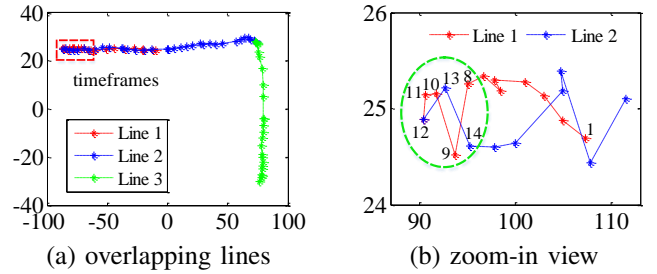 40
20
0
-20
-40
-100 -50 0 50 100
timeframes
Line 1
Line 2
Line 3
(a) overlapping lines
26
25
24
90 100 110
Line 1 Line 2
11 10 13 8
12 9 14 1
(b) zoom-in view